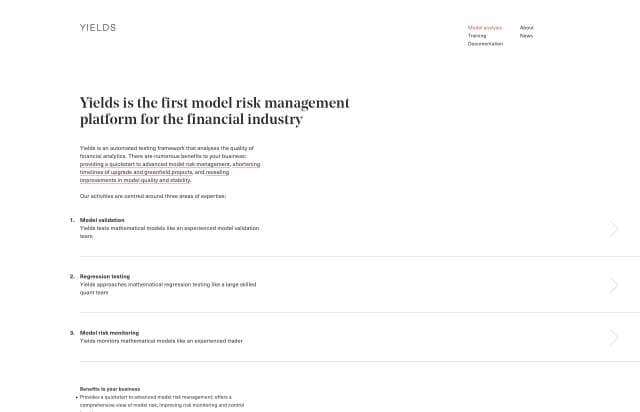 YIELDS
Model analysis
Training
Documentation
About
News
Yields is the first model risk management
platform for the financial industry
Yields is an automated testing framework that analyses the quality of
financial analytics. There are numerous benefits to your business:
providing a quickstart to advanced model risk management, shortening
timelines of upgrade and greenfield projects, and revealing
improvements in model quality and stability.
Our activities are centred around three areas of expertise:
1. Model validation
Yields tests mathematical models like an experienced model validation
team
2. Regression testing
Yields approaches mathematical regression testing like a large skilled
quant team
3. Model risk monitoring
Yields monitors mathematical models like an experienced trader
Benefits to your business
• Provides a quickstart to advanced model risk management; offers a
comprehensive view of model risk, improving risk monitoring and control